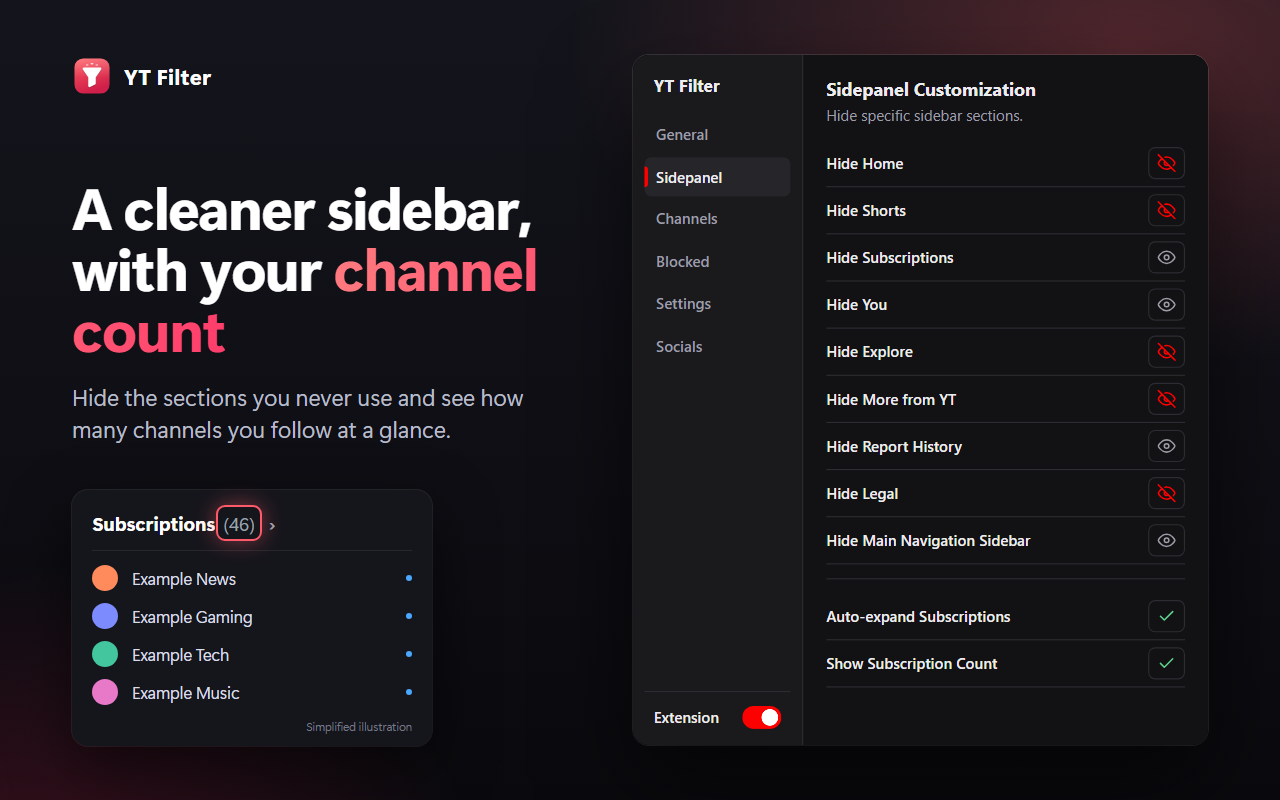 YT Filter
A cleaner sidebar,
with your channel
count
Hide the sections you never use and see how
many channels you follow at a glance.
Subscriptions (46) ›
Example News
Example Gaming
Example Tech
Example Music
Simplified illustration
YT Filter
General
Sidepanel
Channels
Blocked
Settings
Socials
Extension
Sidepanel Customization
Hide specific sidebar sections.
Hide Home
Hide Shorts
Hide Subscriptions
Hide You
Hide Explore
Hide More from YT
Hide Report History
Hide Legal
Hide Main Navigation Sidebar
Auto-expand Subscriptions
Show Subscription Count